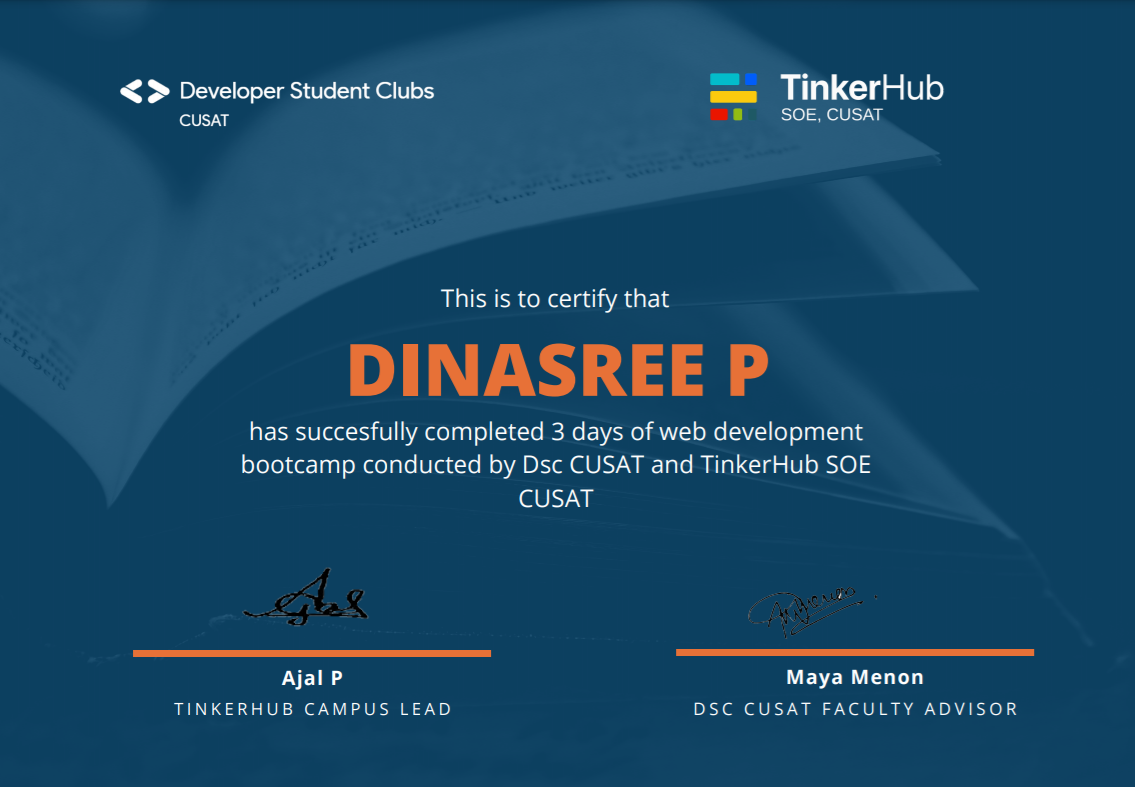 Developer Student Clubs
CUSAT
TinkerHub
SOE, CUSAT
This is to certify that
DINASREE P
has succesfully completed 3 days of web development
bootcamp conducted by Dsc CUSAT and TinkerHub SOE
CUSAT
Ajal P
TINKERHUB CAMPUS LEAD
Maya Menon
DSC CUSAT FACULTY ADVISOR